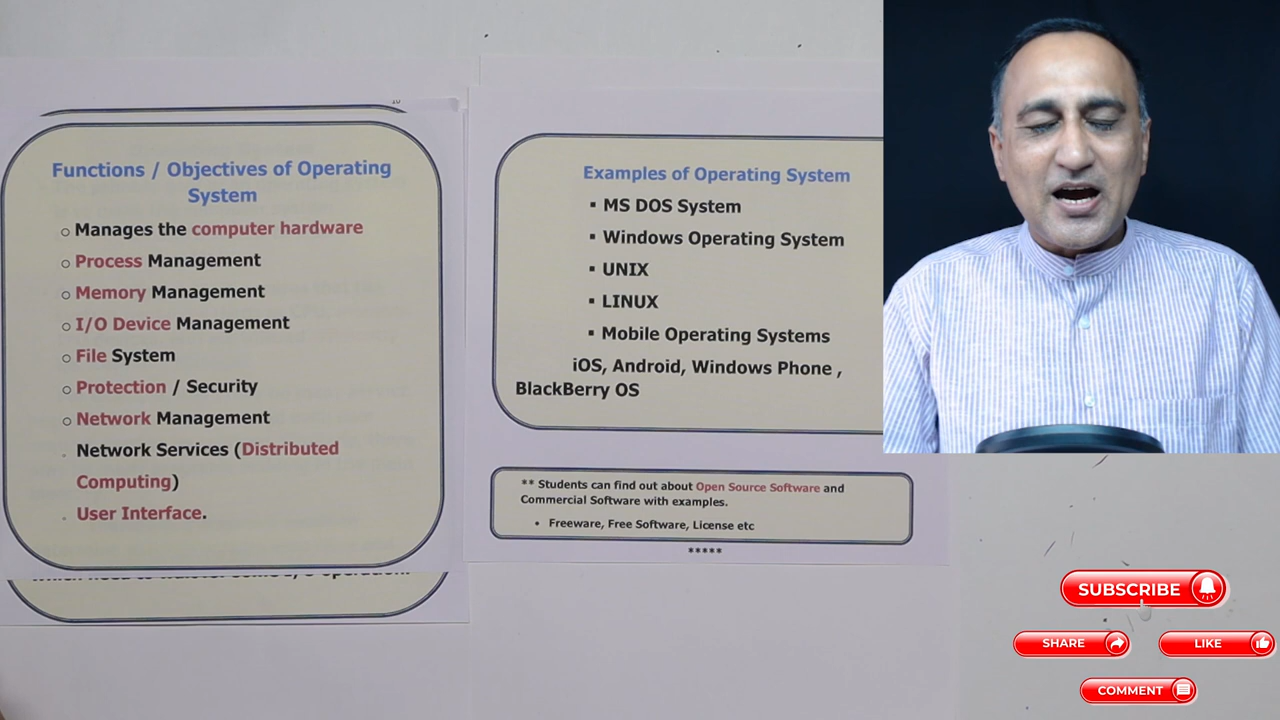 10
Functions / Objectives of Operating
System
Manages the computer hardware
Process Management
Memory Management
I/O Device Management
File System
Protection / Security
Network Management
Network Services (Distributed
Computing)
User Interface.
Examples of Operating System
MS DOS System
Windows Operating System
UNIX
LINUX
Mobile Operating Systems
iOS, Android, Windows Phone ,
BlackBerry OS
** Students can find out about Open Source Software and
Commercial Software with examples.
• Freeware, Free Software, License etc
*****
SUBSCRIBE
SHARE
LIKE
COMMENT